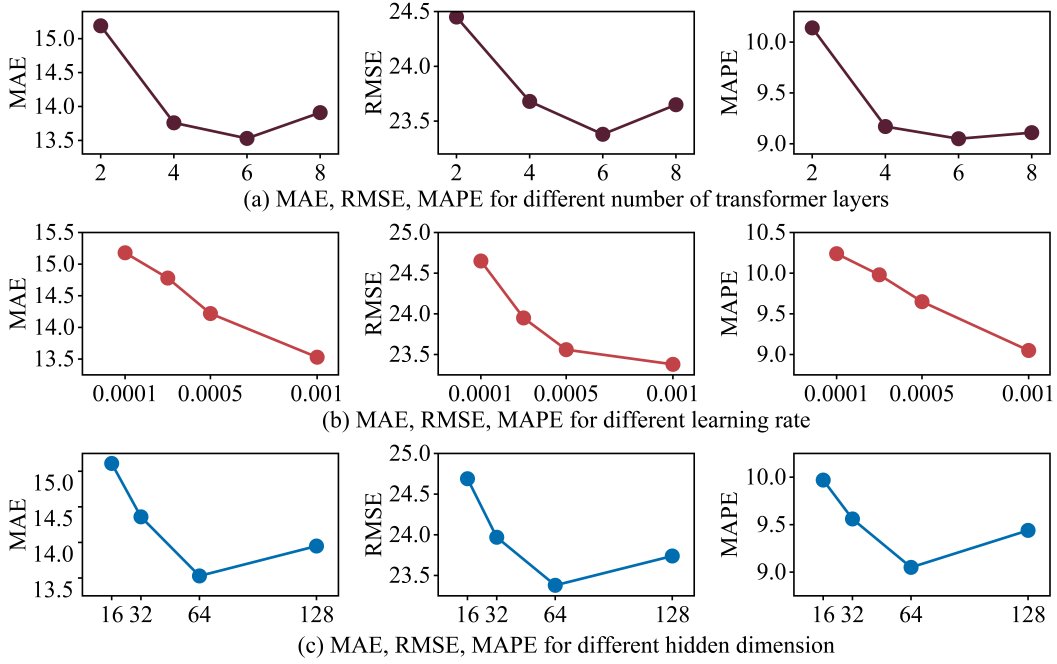 MAE
15.0
14.5
14.0
13.5
2 4 6 8
RMSE
24.5
24.0
23.5
2 4 6 8
MAPE
10.0
9.5
9.0
2 4 6 8
(a) MAE, RMSE, MAPE for different number of transformer layers
MAE
15.5
15.0
14.5
14.0
13.5
0.0001 0.0005 0.001
RMSE
25.0
24.5
24.0
23.5
0.0001 0.0005 0.001
MAPE
10.5
10.0
9.5
9.0
0.0001 0.0005 0.001
(b) MAE, RMSE, MAPE for different learning rate
MAE
15.0
14.5
14.0
13.5
16 32 64 128
RMSE
25.0
24.5
24.0
23.5
16 32 64 128
MAPE
10.0
9.5
9.0
16 32 64 128
(c) MAE, RMSE, MAPE for different hidden dimension